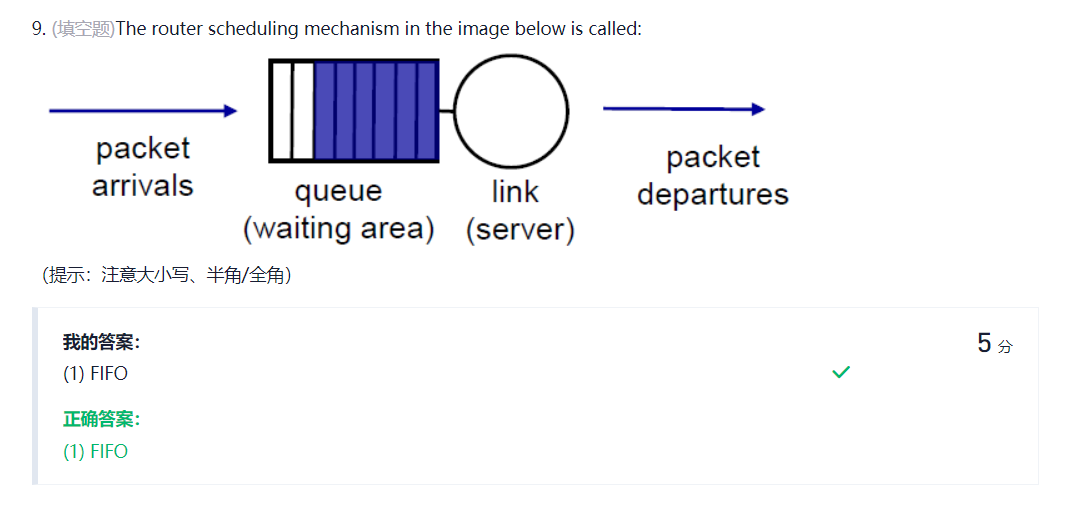 9. (填空题)The router scheduling mechanism in the image below is called:
packet
arrivals
queue
(waiting area)
link
(server)
packet
departures
(提示：注意大小写、半角/全角)
我的答案：
5 分
(1) FIFO
正确答案：
(1) FIFO